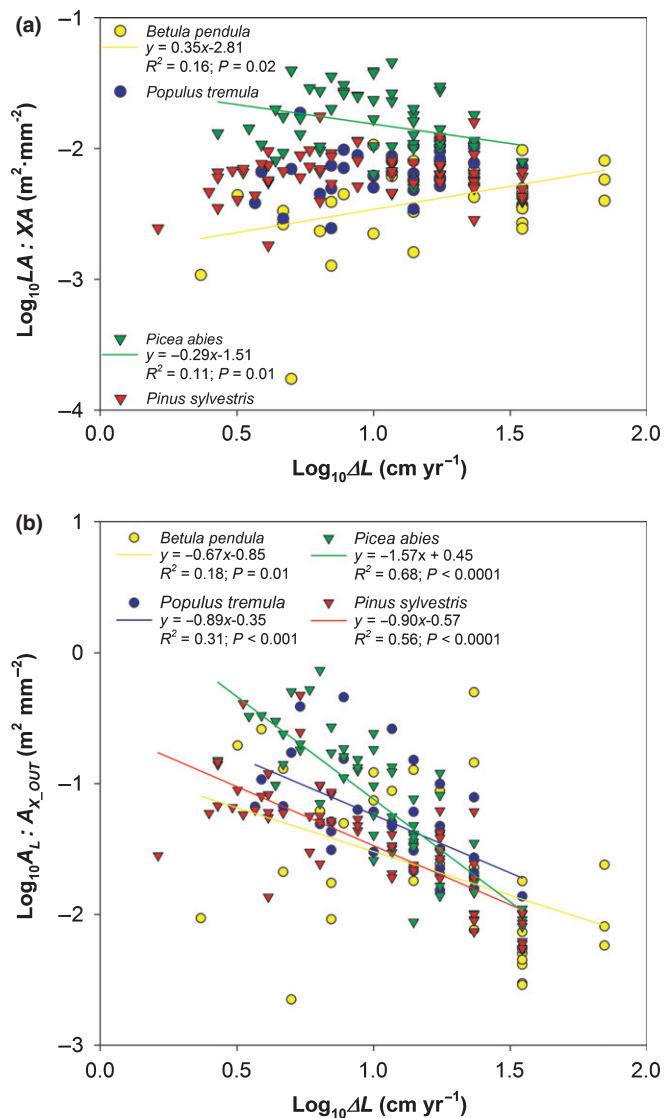 (a)
−1
Betula pendula
y = 0.35x-2.81
R² = 0.16; P = 0.02
Populus tremula
−2
−3
−4
Log₁₀LA : XA (m²·mm⁻²)
Picea abies
y = −0.29x-1.51
R² = 0.11; P = 0.01
Pinus sylvestris
0.0 0.5 1.0 1.5 2.0
Log₁₀ΔL (cm yr⁻¹)
(b)
1
Betula pendula
y = −0.67x-0.85
R² = 0.18; P = 0.01
Populus tremula
y = −0.89x-0.35
R² = 0.31; P < 0.001
Picea abies
y = −1.57x + 0.45
R² = 0.68; P < 0.0001
Pinus sylvestris
y = −0.90x-0.57
R² = 0.56; P < 0.0001
0
−1
−2
−3
Log₁₀A_L : A_X_OUT (m² mm⁻²)
0.0 0.5 1.0 1.5 2.0
Log₁₀ΔL (cm yr⁻¹)